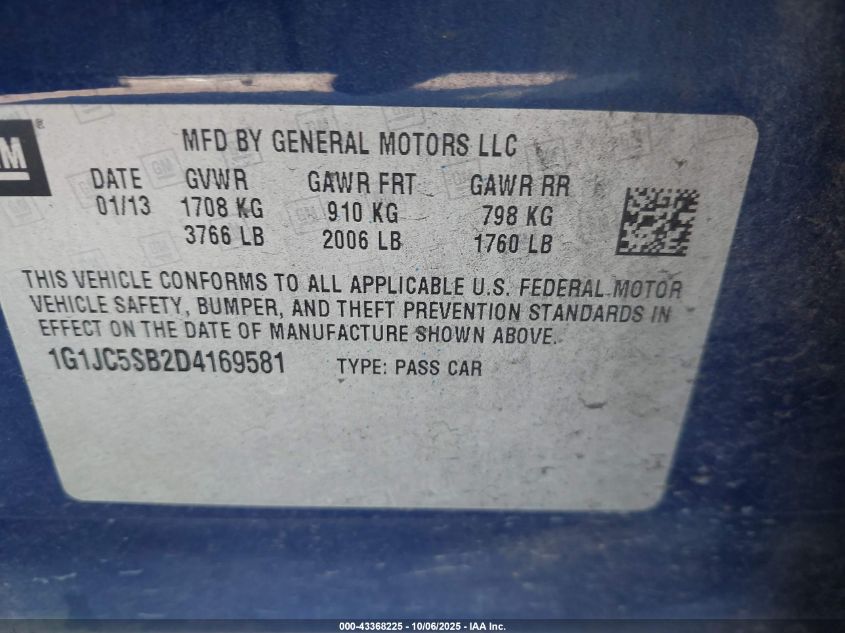 MFD BY GENERAL MOTORS LLC
DATE GVWR GAWR FRT GAWR RR
01/13 1708 KG 910 KG 798 KG
3766 LB 2006 LB 1760 LB
THIS VEHICLE CONFORMS TO ALL APPLICABLE U.S. FEDERAL MOTOR
VEHICLE SAFETY, BUMPER, AND THEFT PREVENTION STANDARDS IN
EFFECT ON THE DATE OF MANUFACTURE SHOWN ABOVE.
1G1JC5SB2D4169581 TYPE: PASS CAR
000-43368225 - 10/06/2025 - IAA Inc.